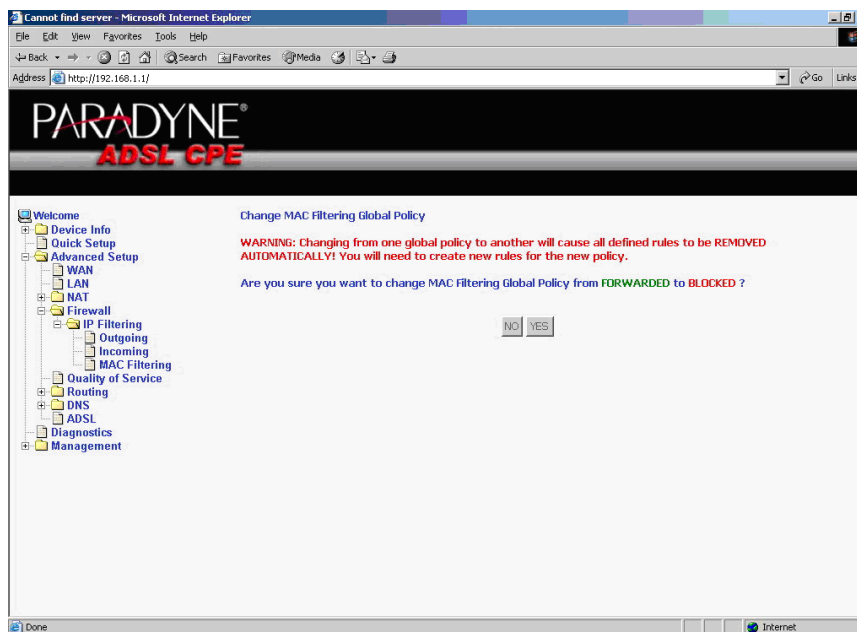 Cannot find server - Microsoft Internet Explorer
File Edit View Favorites Tools Help
Back Search Favorites Media
Address http://192.168.1.1/ Go Links
PARADYNE®
ADSL CPE
Welcome
Device Info
Quick Setup
Advanced Setup
WAN
LAN
NAT
Firewall
IP Filtering
Outgoing
Incoming
MAC Filtering
Quality of Service
Routing
DNS
ADSL
Diagnostics
Management
Change MAC Filtering Global Policy
WARNING: Changing from one global policy to another will cause all defined rules to be REMOVED
AUTOMATICALLY! You will need to create new rules for the new policy.
Are you sure you want to change MAC Filtering Global Policy from FORWARDED to BLOCKED ?
NO YES
Done Internet